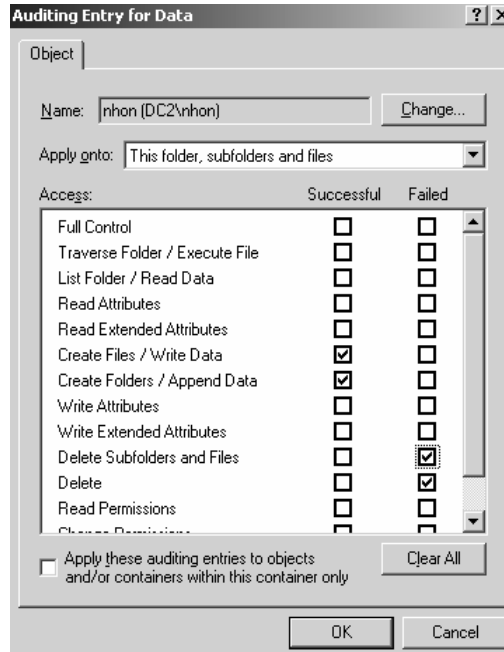 Auditing Entry for Data
Object
Name: nhon (DC2\nhon) Change...
Apply onto: This folder, subfolders and files
Access: Successful Failed
Full Control
Traverse Folder / Execute File
List Folder / Read Data
Read Attributes
Read Extended Attributes
Create Files / Write Data
Create Folders / Append Data
Write Attributes
Write Extended Attributes
Delete Subfolders and Files
Delete
Read Permissions
Change Permissions
Apply these auditing entries to objects Clear All
and/or containers within this container only
OK Cancel